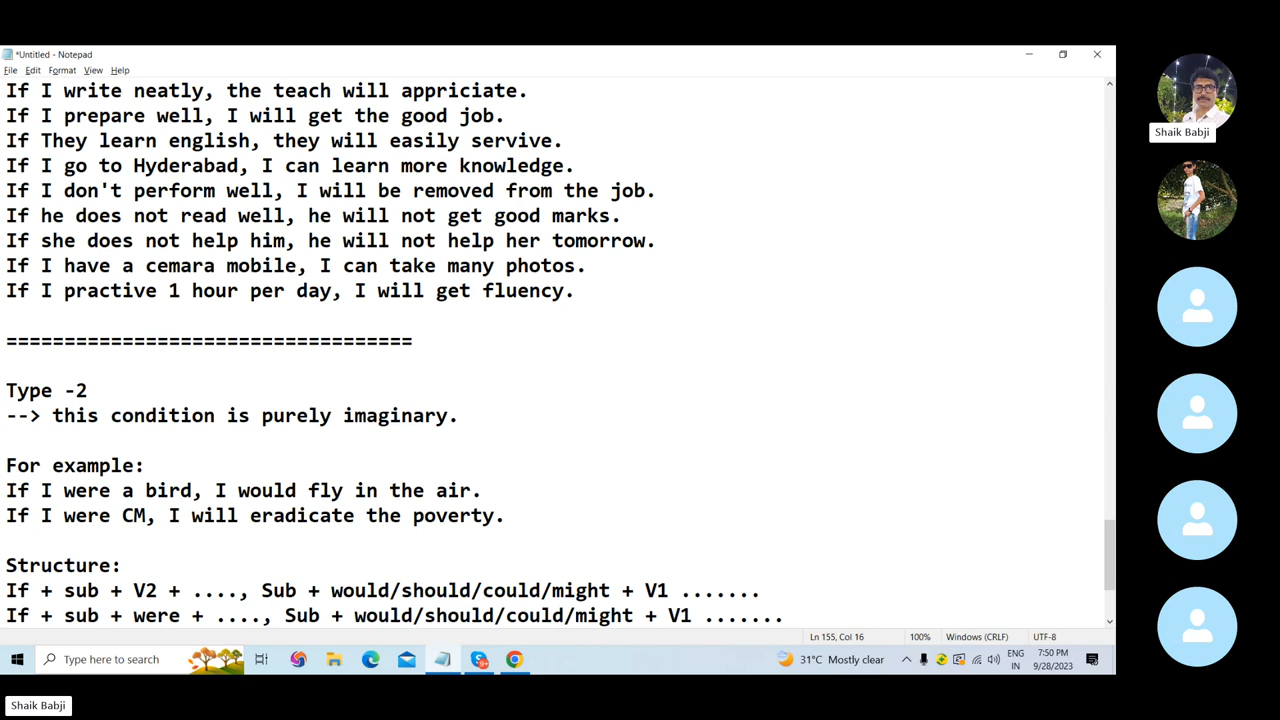 *Untitled - Notepad
File Edit Format View Help
If I write neatly, the teach will appriciate.
If I prepare well, I will get the good job.
If They learn english, they will easily servive.
If I go to Hyderabad, I can learn more knowledge.
If I don't perform well, I will be removed from the job.
If he does not read well, he will not get good marks.
If she does not help him, he will not help her tomorrow.
If I have a cemara mobile, I can take many photos.
If I practive 1 hour per day, I will get fluency.
===================================
Type -2
--> this condition is purely imaginary.
For example:
If I were a bird, I would fly in the air.
If I were CM, I will eradicate the poverty.
Structure:
If + sub + V2 + ...., Sub + would/should/could/might + V1 .......
If + sub + were + ...., Sub + would/should/could/might + V1 .......
Ln 155, Col 16 100% Windows (CRLF) UTF-8
Type here to search
31°C Mostly clear
ENG
IN
7:50 PM
9/28/2023
Shaik Babji
Shaik Babji